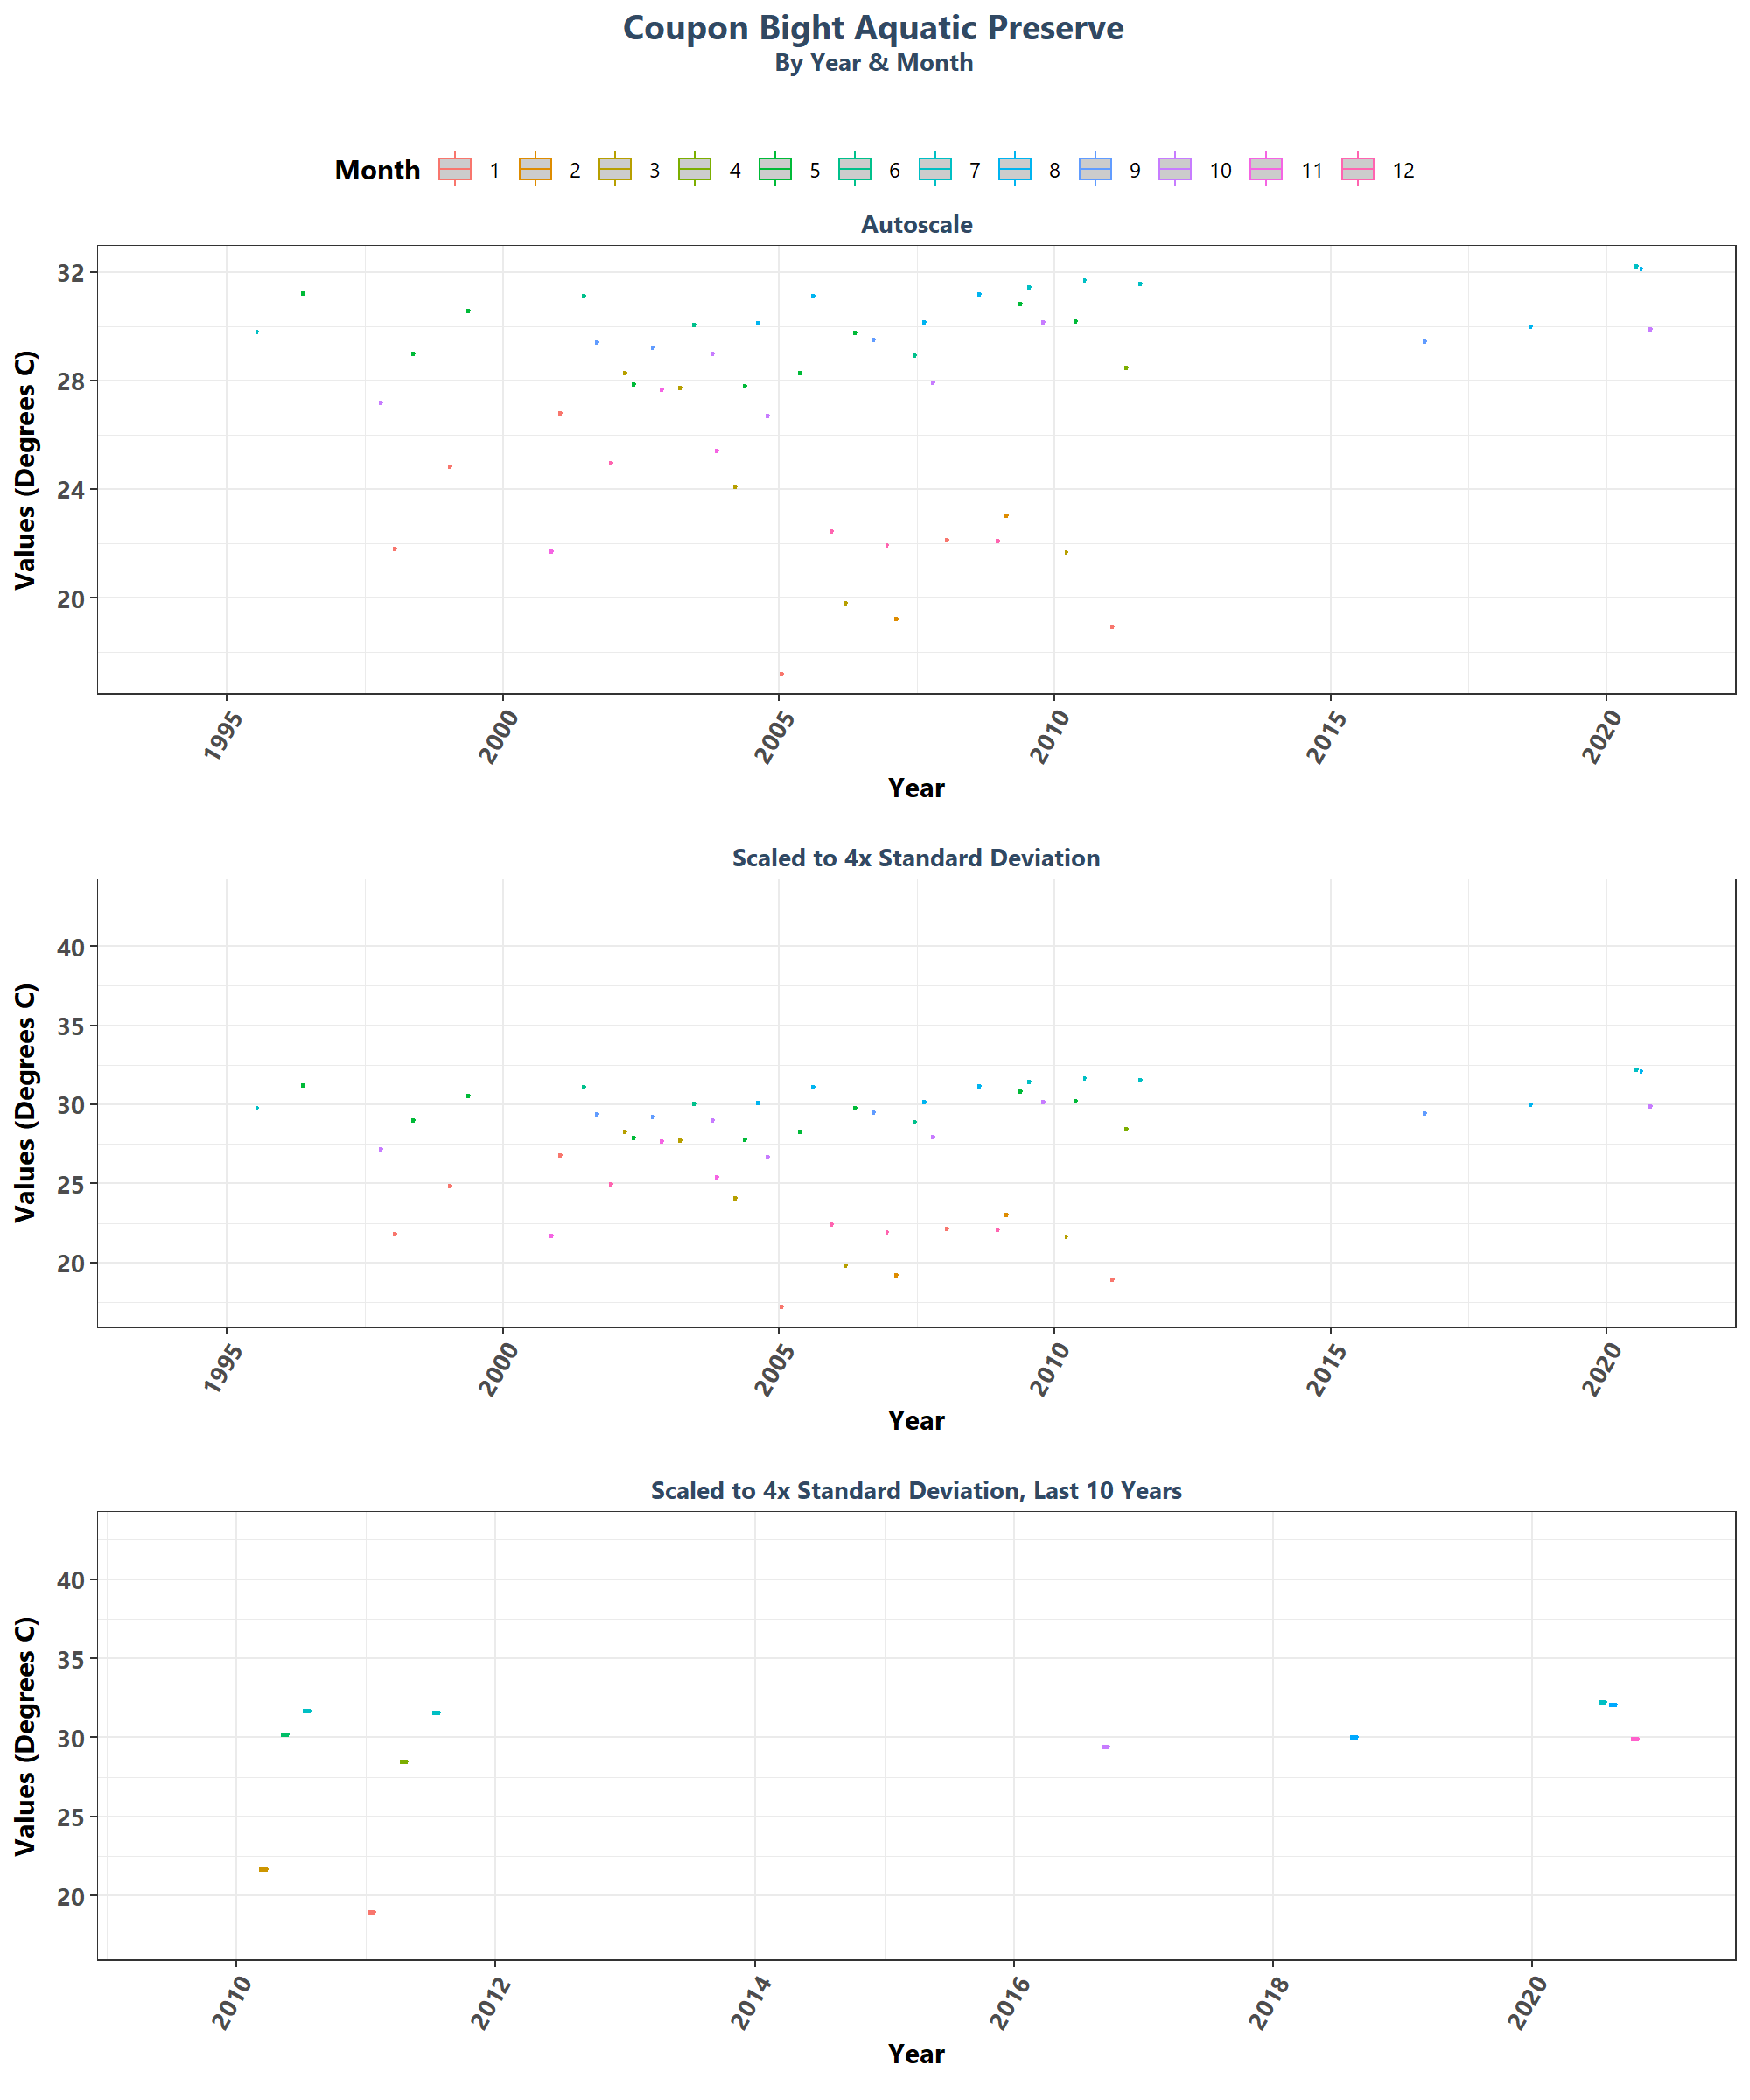 Coupon Bight Aquatic Preserve
By Year & Month
Month 1 2 3 4 5 6 7 8 9 10 11 12
Autoscale
Values (Degrees C)
32
28
24
20
1995 2000 2005 2010 2015 2020
Year
Scaled to 4x Standard Deviation
Values (Degrees C)
40
35
30
25
20
1995 2000 2005 2010 2015 2020
Year
Scaled to 4x Standard Deviation, Last 10 Years
Values (Degrees C)
40
35
30
25
20
2010 2012 2014 2016 2018 2020
Year